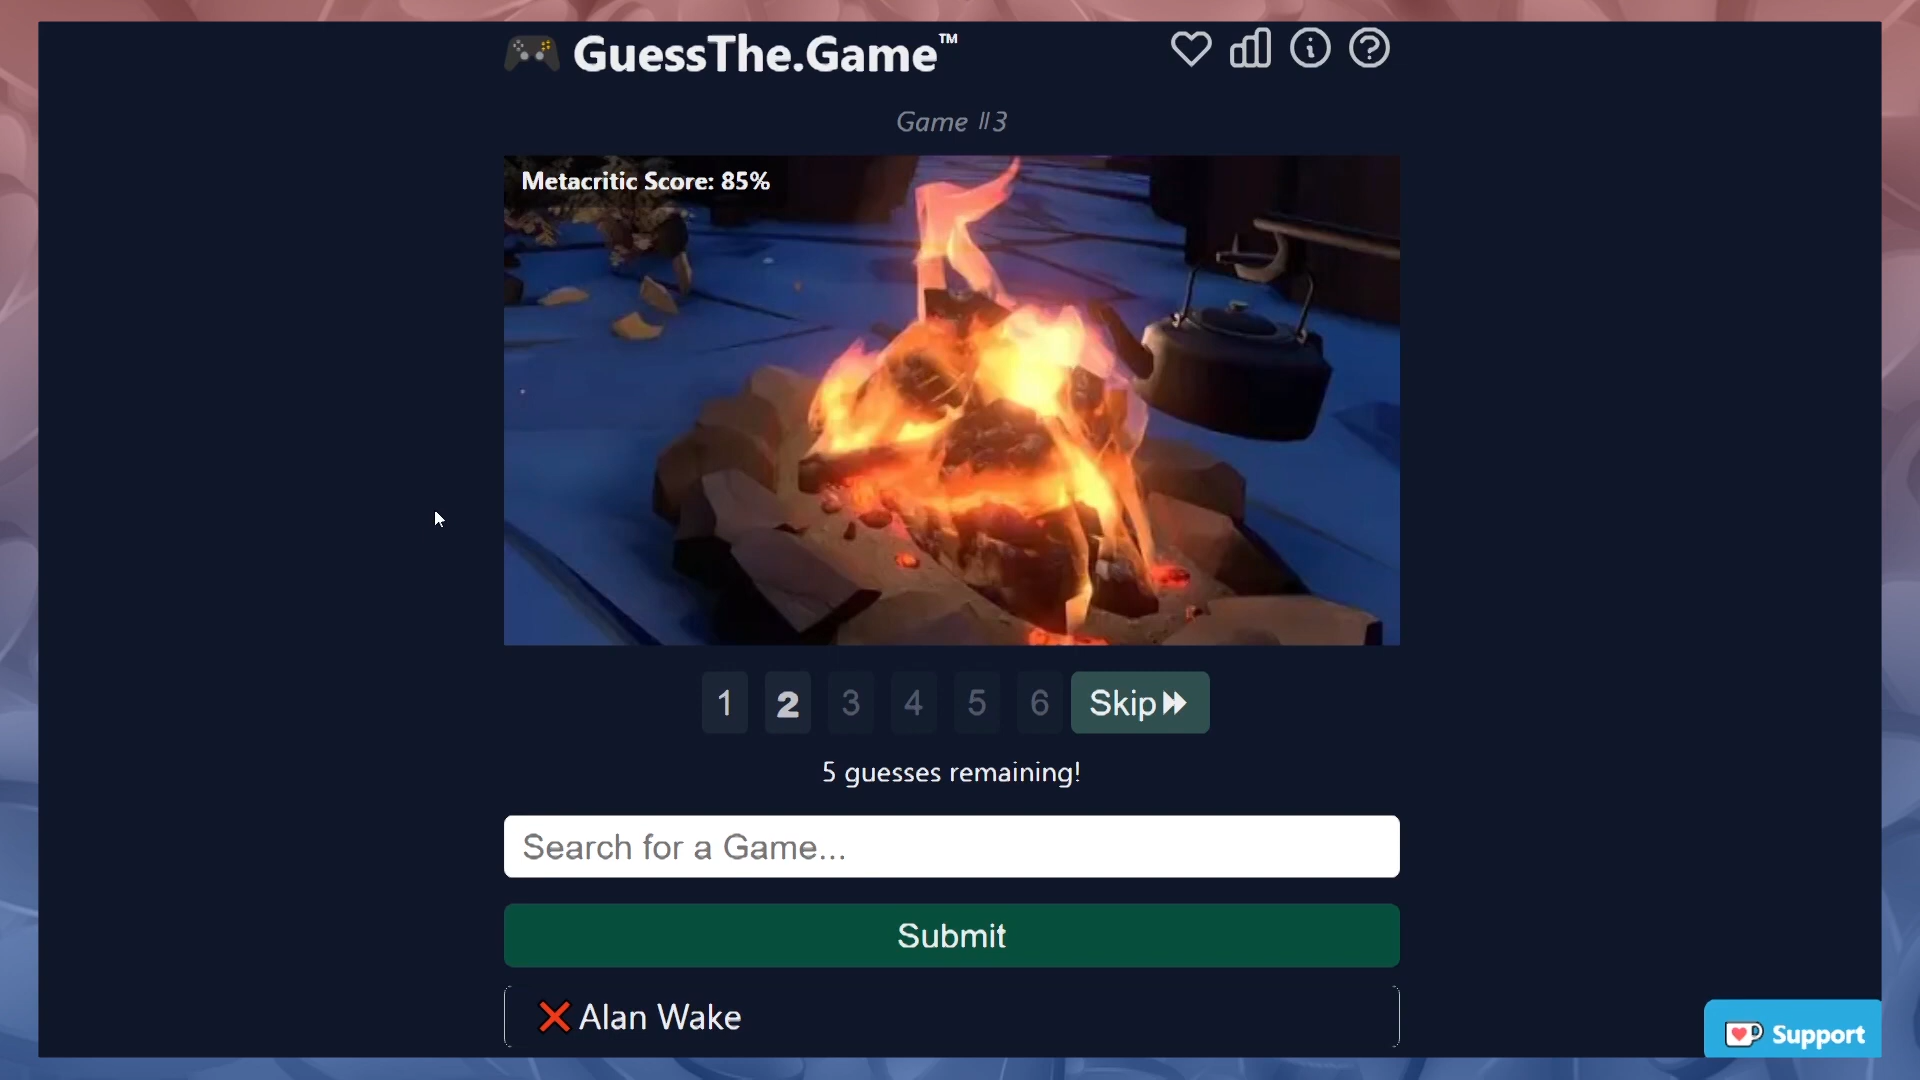 GuessThe.Game™
Game #3
Metacritic Score: 85%
1 2 3 4 5 6 Skip
5 guesses remaining!
Search for a Game...
Submit
Alan Wake
Support